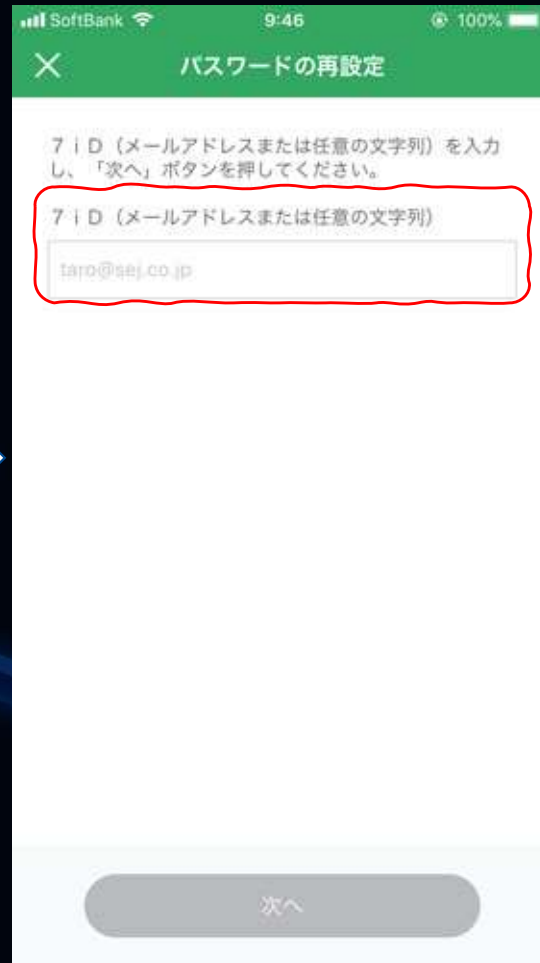 SoftBank 9:46 100%
パスワードの再設定
7iD（メールアドレスまたは任意の文字列）を入力
し、「次へ」ボタンを押してください。
7iD（メールアドレスまたは任意の文字列）
taro@sej.co.jp
次へ